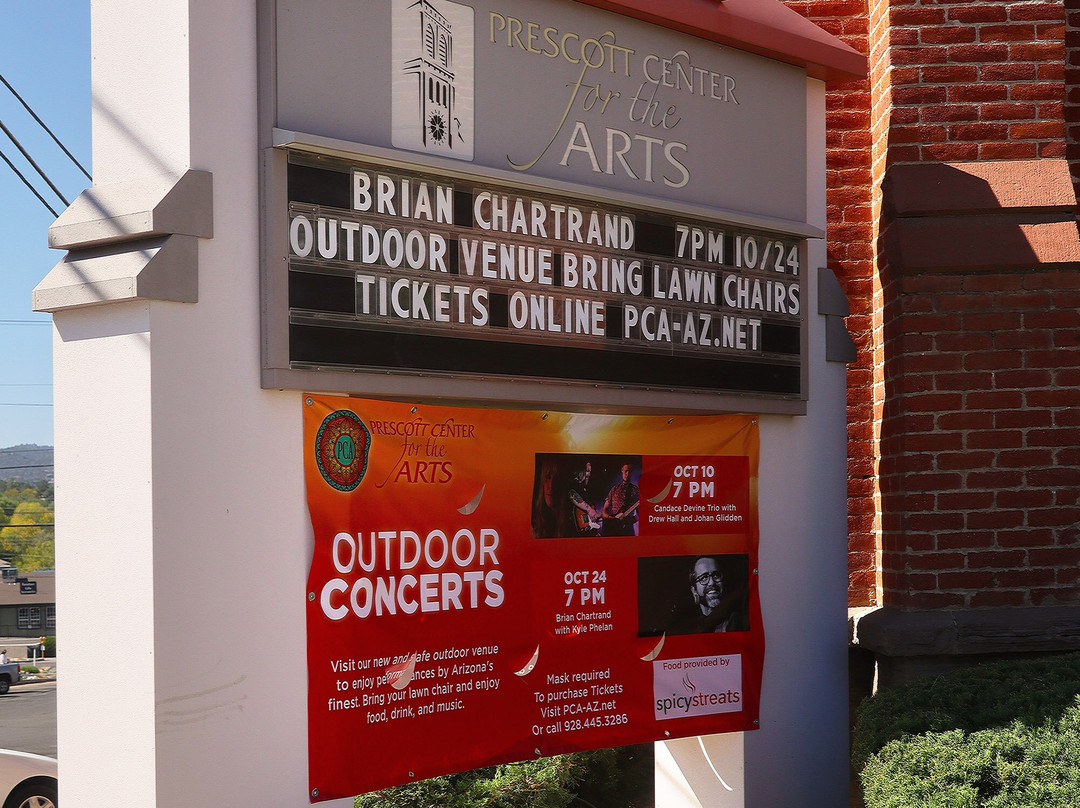 PRESCOTT CENTER
for the
ARTS
BRIAN CHARTRAND 7PM 10/24
OUTDOOR VENUE BRING LAWN CHAIRS
TICKETS ONLINE PCA-AZ.NET
PCA
PRESCOTT CENTER
for the
ARTS
OUTDOOR
CONCERTS
Visit our new and safe outdoor venue
to enjoy performances by Arizona's
finest. Bring your lawn chair and enjoy
food, drink, and music.
OCT 10
7 PM
Candace Devine Trio with
Drew Hall and Johan Glidden
OCT 24
7 PM
Brian Chartrand
with Kyle Phelan
Mask required
To purchase Tickets
Visit PCA-AZ.net
Or call 928.445.3286
Food provided by
spicystreats